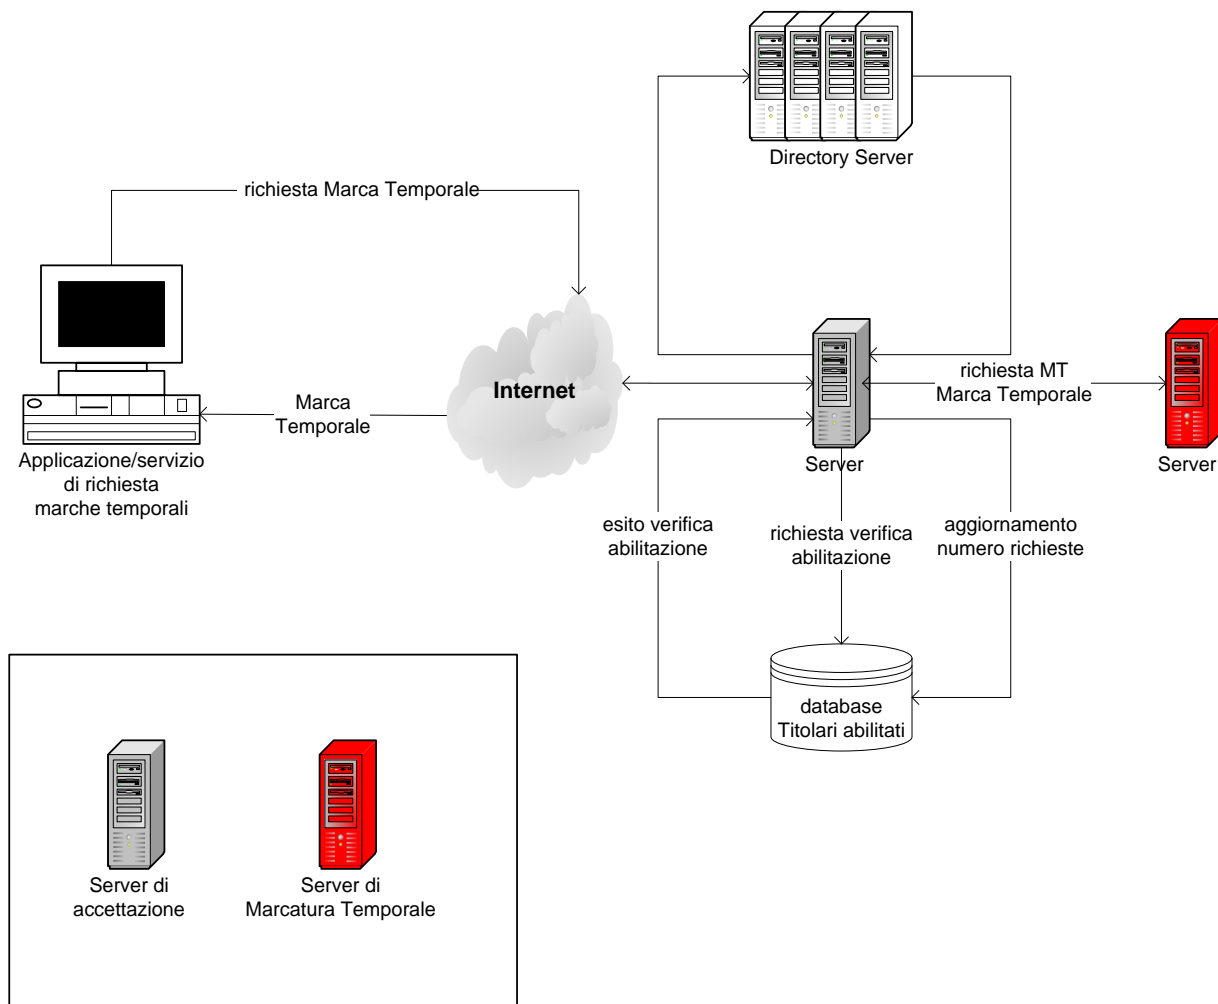 Directory Server
richiesta Marca Temporale
Internet
richiesta MT
Marca Temporale
Marca
Temporale
Applicazione/servizio
di richiesta
marche temporali
Server
Server
esito verifica
abilitazione
richiesta verifica
abilitazione
aggiornamento
numero richieste
database
Titolari abilitati
Server di
accettazione
Server di
Marcatura Temporale